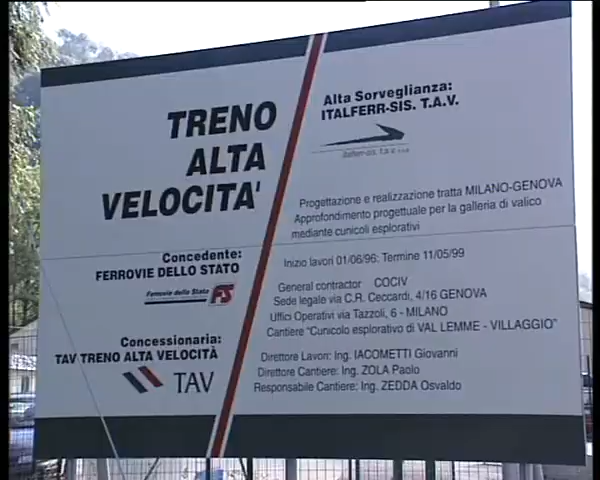 TRENO
ALTA
VELOCITA'
Concedente:
FERROVIE DELLO STATO
Ferrovie dello Stato FS
Concessionaria:
TAV TRENO ALTA VELOCITÀ
TAV
Alta Sorveglianza:
ITALFERR-SIS. T.A.V.
italferr-sis. t.a.v. s.p.a.
Progettazione e realizzazione tratta MILANO-GENOVA
Approfondimento progettuale per la galleria di valico
mediante cunicoli esplorativi
Inizio lavori 01/06/96: Termine 11/05/99
General contractor COCIV
Sede legale via C.R. Ceccardi, 4/16 GENOVA
Uffici Operativi via Tazzoli, 6 - MILANO
Cantiere "Cunicolo esplorativo di VAL LEMME - VILLAGGIO"
Direttore Lavori: Ing. IACOMETTI Giovanni
Direttore Cantiere: Ing. ZOLA Paolo
Responsabile Cantiere: Ing. ZEDDA Osvaldo